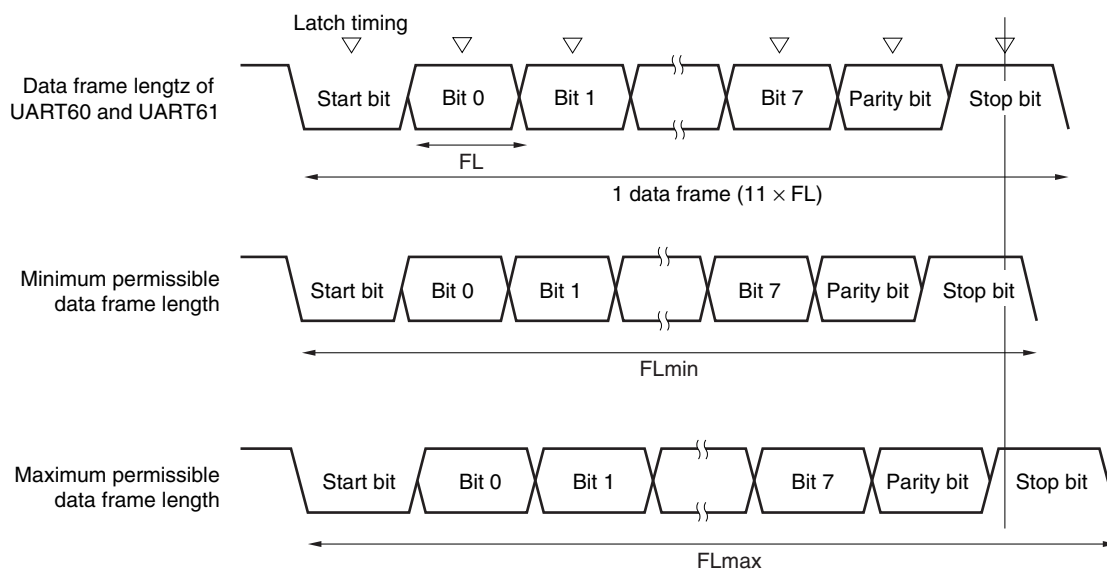 Latch timing
Data frame lengtz of
UART60 and UART61
Start bit
Bit 0
Bit 1
Bit 7
Parity bit
Stop bit
FL
1 data frame (11 × FL)
Minimum permissible
data frame length
Start bit
Bit 0
Bit 1
Bit 7
Parity bit
Stop bit
FLmin
Maximum permissible
data frame length
Start bit
Bit 0
Bit 1
Bit 7
Parity bit
Stop bit
FLmax